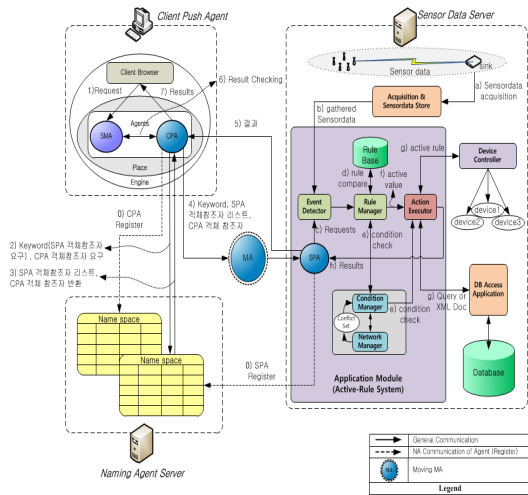 Client Push Agent
Sensor Data Server
Client Browser
1)Request
7) Results
6) Result Checking
Agents
SMA
CPA
Place
Engine
5) 결과
0) CPA
Register
4) Keyword, SPA
객체참조자 리스트,
CPA 객체 참조자
2) Keyword(SPA 객체참조자
요구) , CPA 객체참조자 요구
3) SPA 객체참조자 리스트,
CPA 객체 참조자 반환
MA
Name space
Name space
0) SPA
Register
Naming Agent Server
sink
Sensor data
a) Sensordata
acquisition
Acquisition &
Sensordata Store
b) gathered
Sensordata
Rule
Base
g) active rule
Device
Controller
d) rule
compare
f) active
value
Event
Detector
Rule
Manager
Action
Executor
device1
device2
device3
c) Requests
e) condition
check
SPA
h) Results
Condition
Manager
e) condition
check
Conflict
Set
Network
Manager
g) Query or
XML Doc
DB Access
Application
Database
Application Module
(Active-Rule System)
General Communication
NA Communication of Agent (Register)
MA
Moving MA
Legend